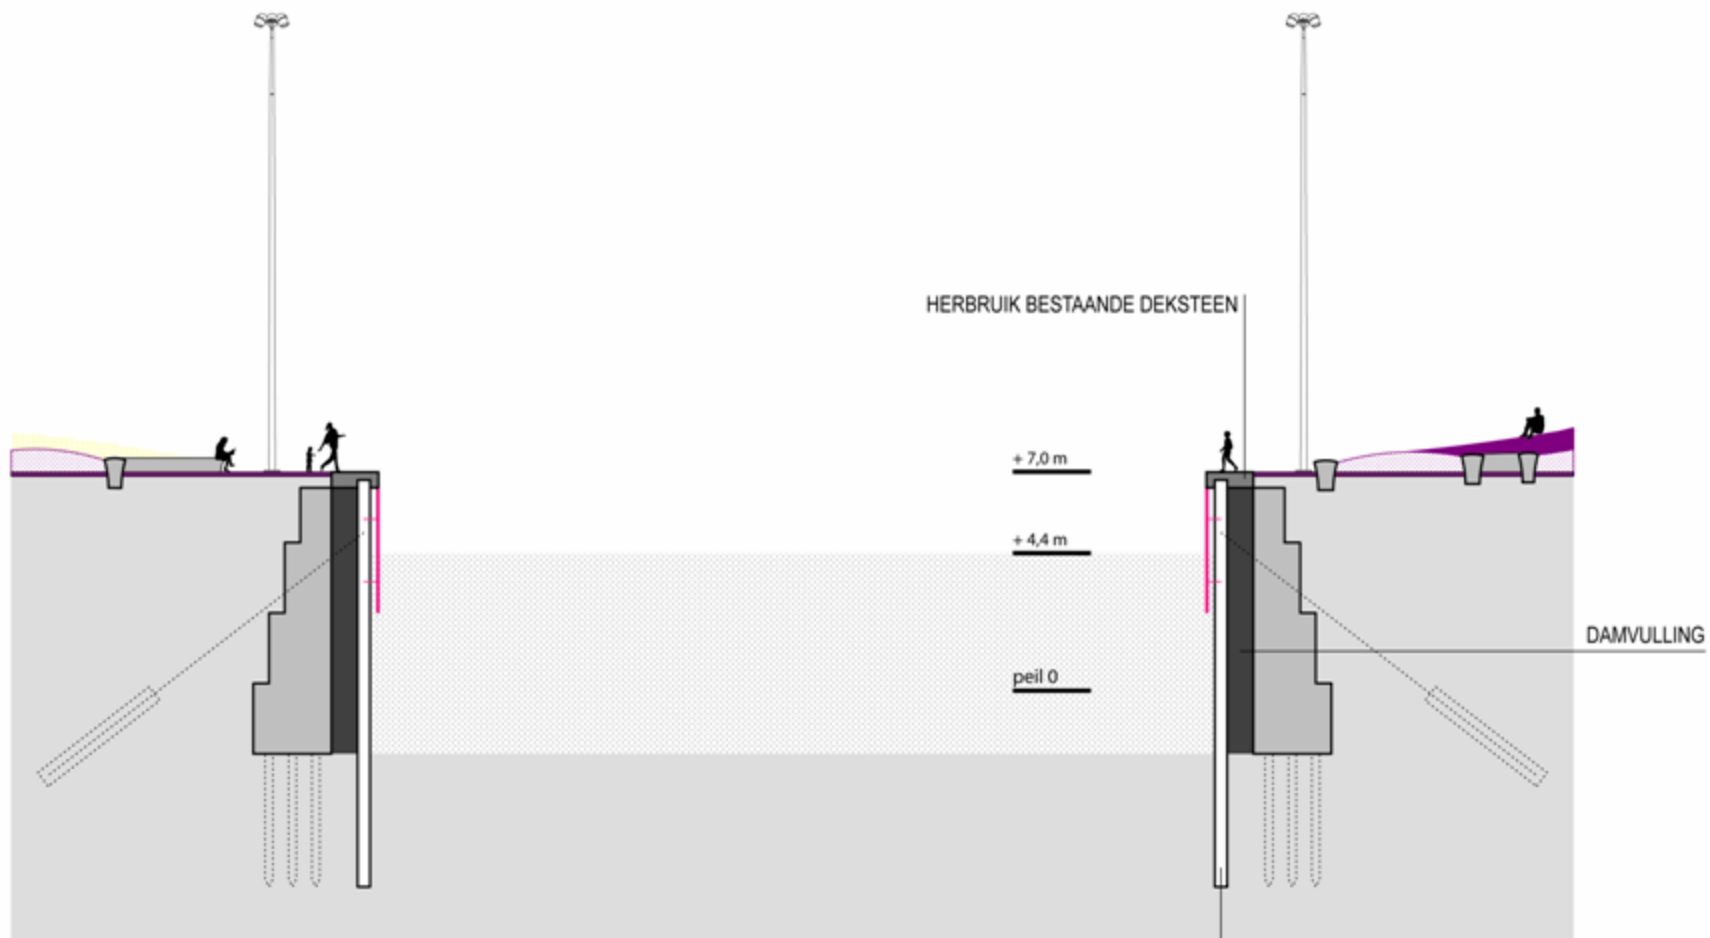 HERBRUIK BESTAANDE DEKSTEEN
+ 7,0 m
+ 4,4 m
DAMVULLING
peil 0